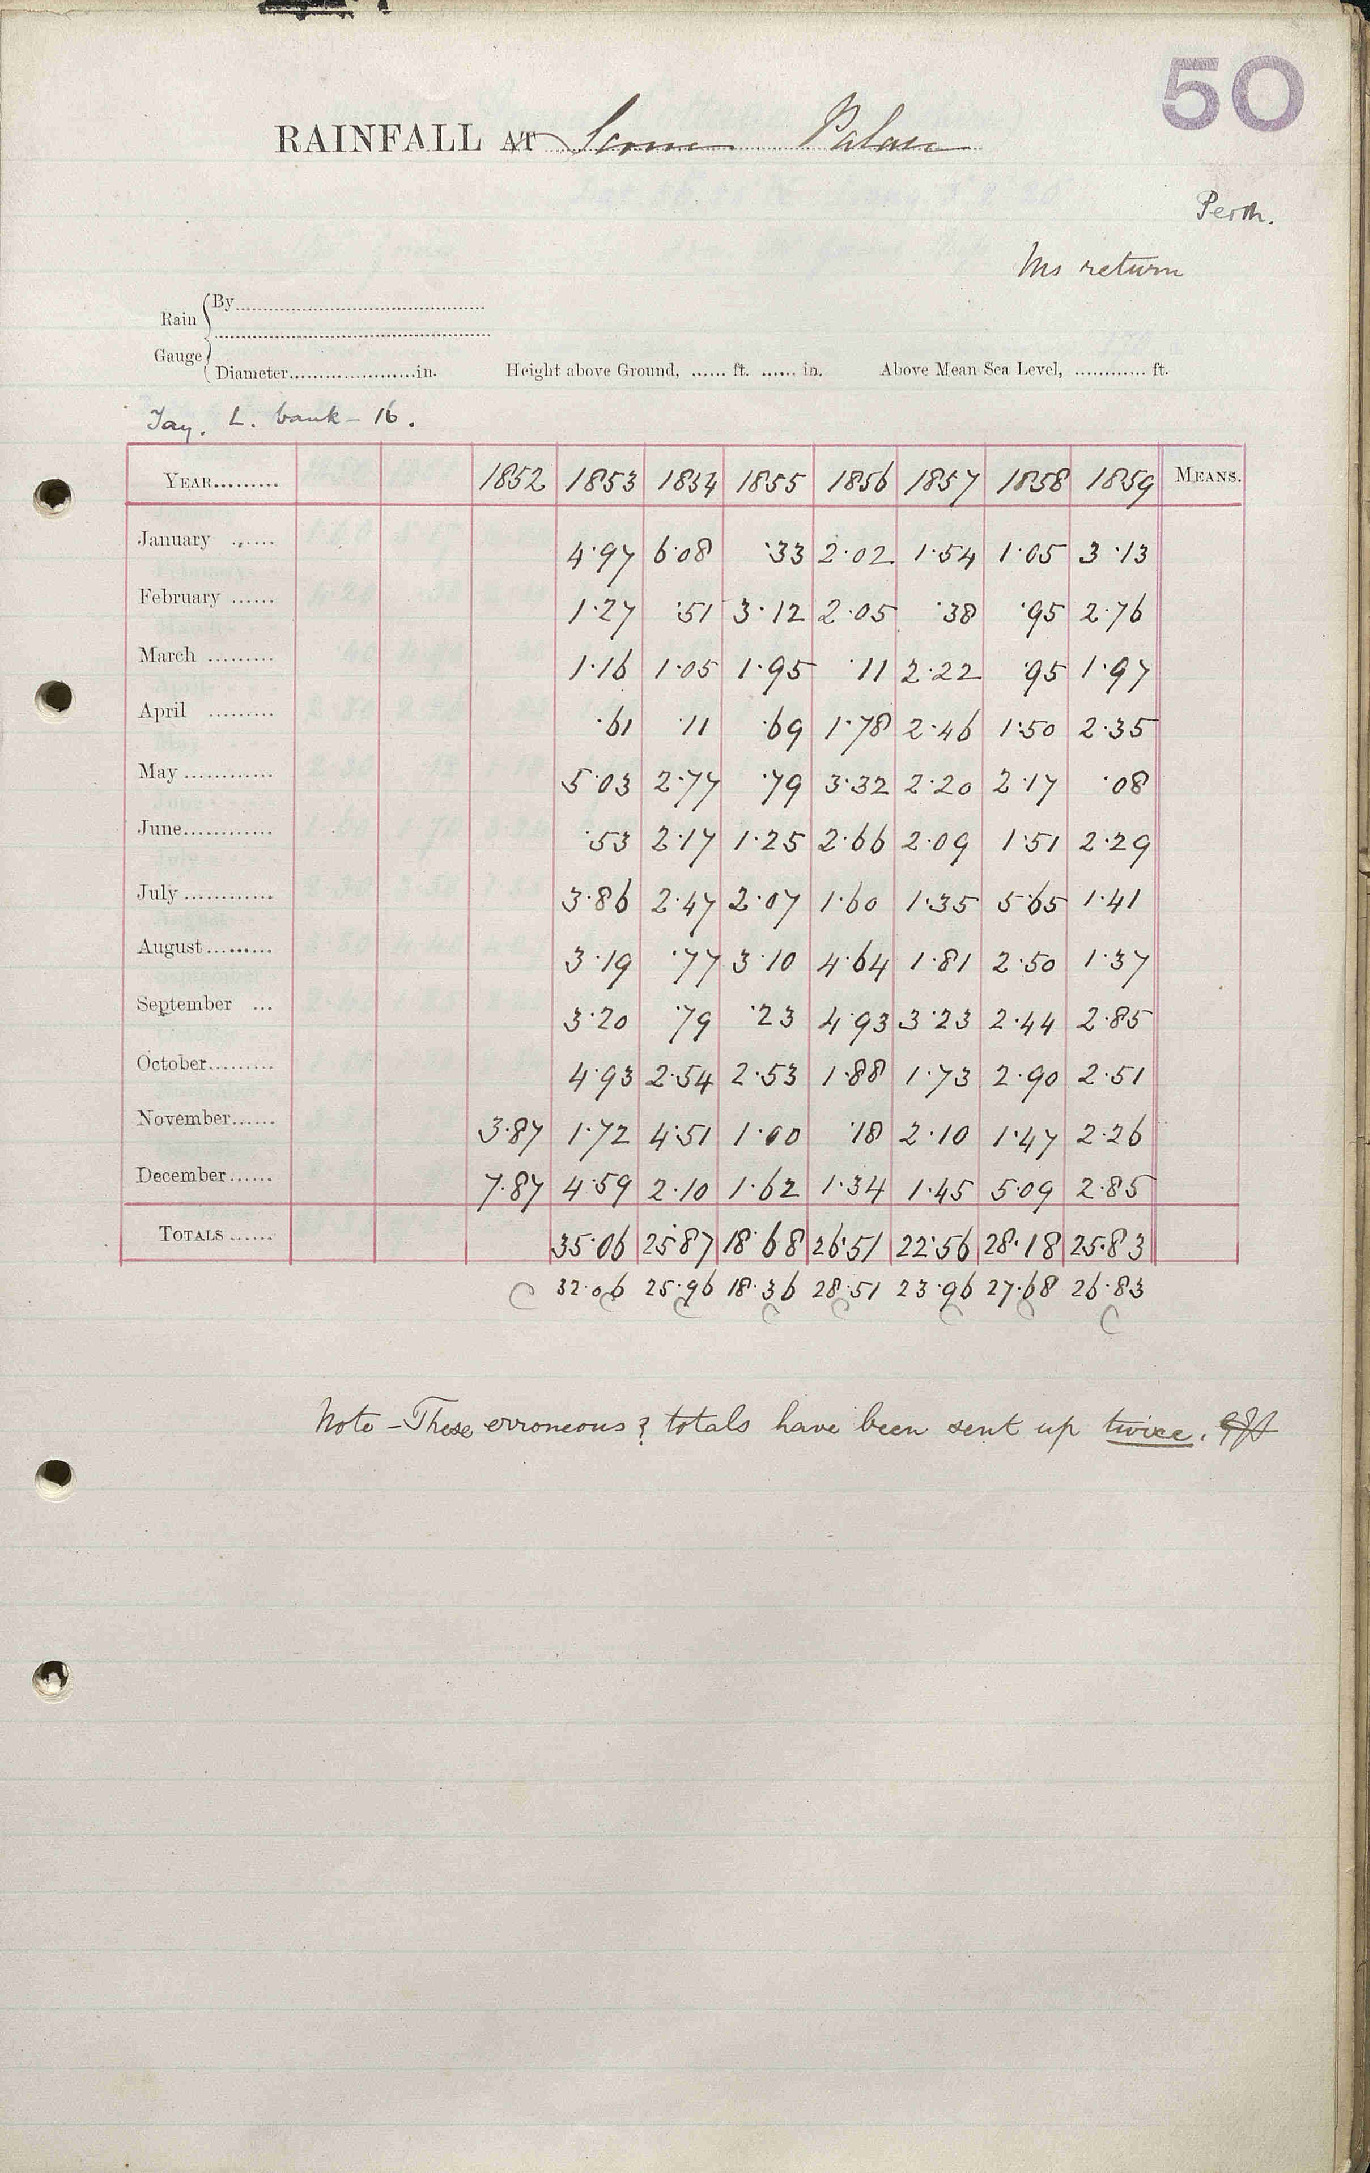 50
RAINFALL AT Scone Palace
Perth.
Ms return
Rain Gauge
By
Diameter in. Height above Ground, ft. in. Above Mean Sea Level, ft.
Tay. L. bank - 16.
YEAR 1852 1853 1854 1855 1856 1857 1858 1859 MEANS.
January 4.97 6.08 .33 2.02 1.54 1.05 3.13
February 1.27 .51 3.12 2.05 .38 .95 2.76
March 1.16 1.05 1.95 .11 2.22 .95 1.97
April .61 .11 .69 1.78 2.46 1.50 2.35
May 5.03 2.77 .79 3.32 2.20 2.17 .08
June .53 2.17 1.25 2.66 2.09 1.51 2.29
July 3.86 2.47 2.07 1.60 1.35 5.65 1.41
August 3.19 .77 3.10 4.64 1.81 2.50 1.37
September 3.20 .79 .23 4.93 3.23 2.44 2.85
October 4.93 2.54 2.53 1.88 1.73 2.90 2.51
November 3.87 1.72 4.51 1.00 .18 2.10 1.47 2.26
December 7.87 4.59 2.10 1.62 1.34 1.45 5.09 2.85
TOTALS 35.06 25.87 18.68 26.51 22.56 28.18 25.83
C 32.06 25.96 18.36 28.51 23.96 27.68 26.83
C C C C C C C
Note - These erroneous ? totals have been sent up twice.